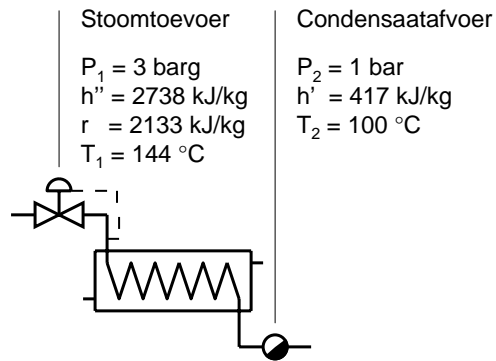 Stoomtoevoer
P₁ = 3 barg
h'' = 2738 kJ/kg
r = 2133 kJ/kg
T₁ = 144 °C
Condensaatafvoer
P₂ = 1 bar
h' = 417 kJ/kg
T₂ = 100 °C